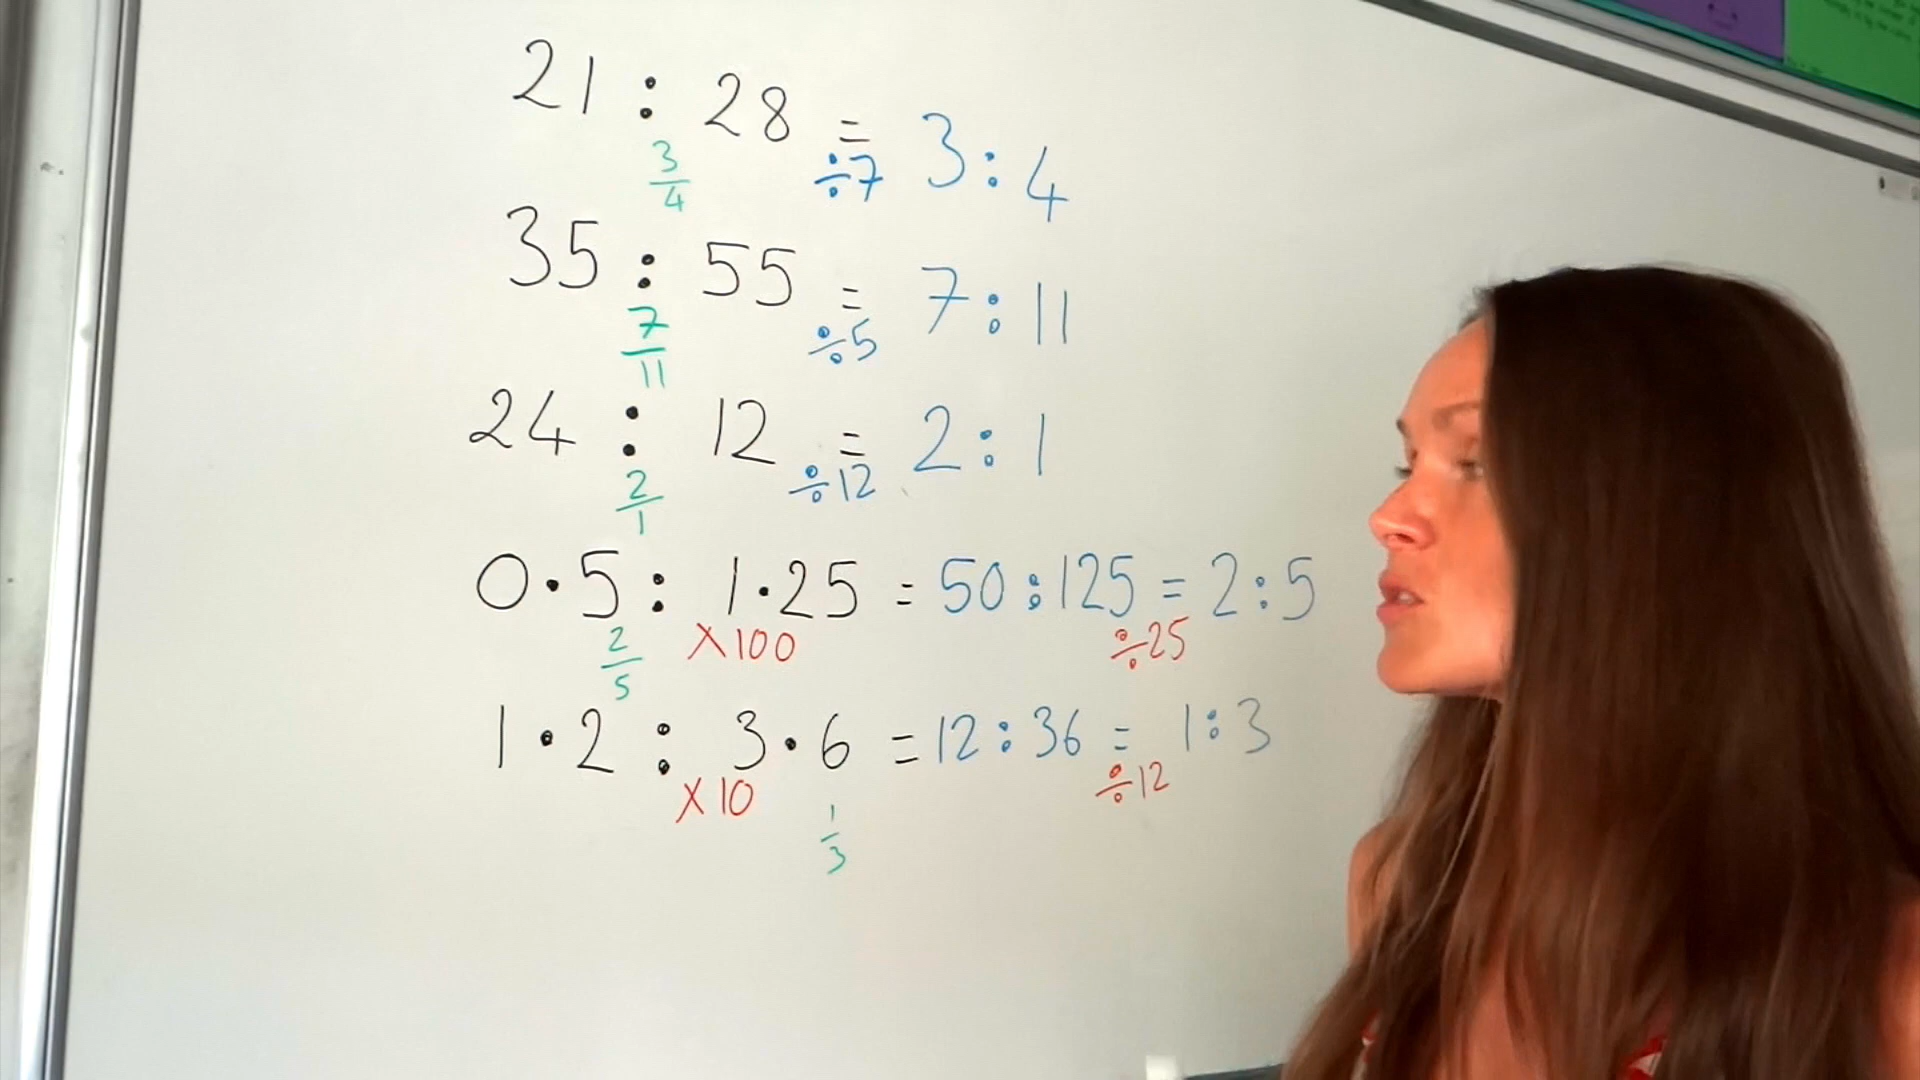 21 : 28 = 3 : 4
3/4 ÷7
35 : 55 = 7 : 11
7/11 ÷5
24 : 12 = 2 : 1
2/1 ÷12
0·5 : 1·25 = 50 : 125 = 2 : 5
2/5 ×100 ÷25
1·2 : 3·6 = 12 : 36 = 1 : 3
×10 1/3 ÷12